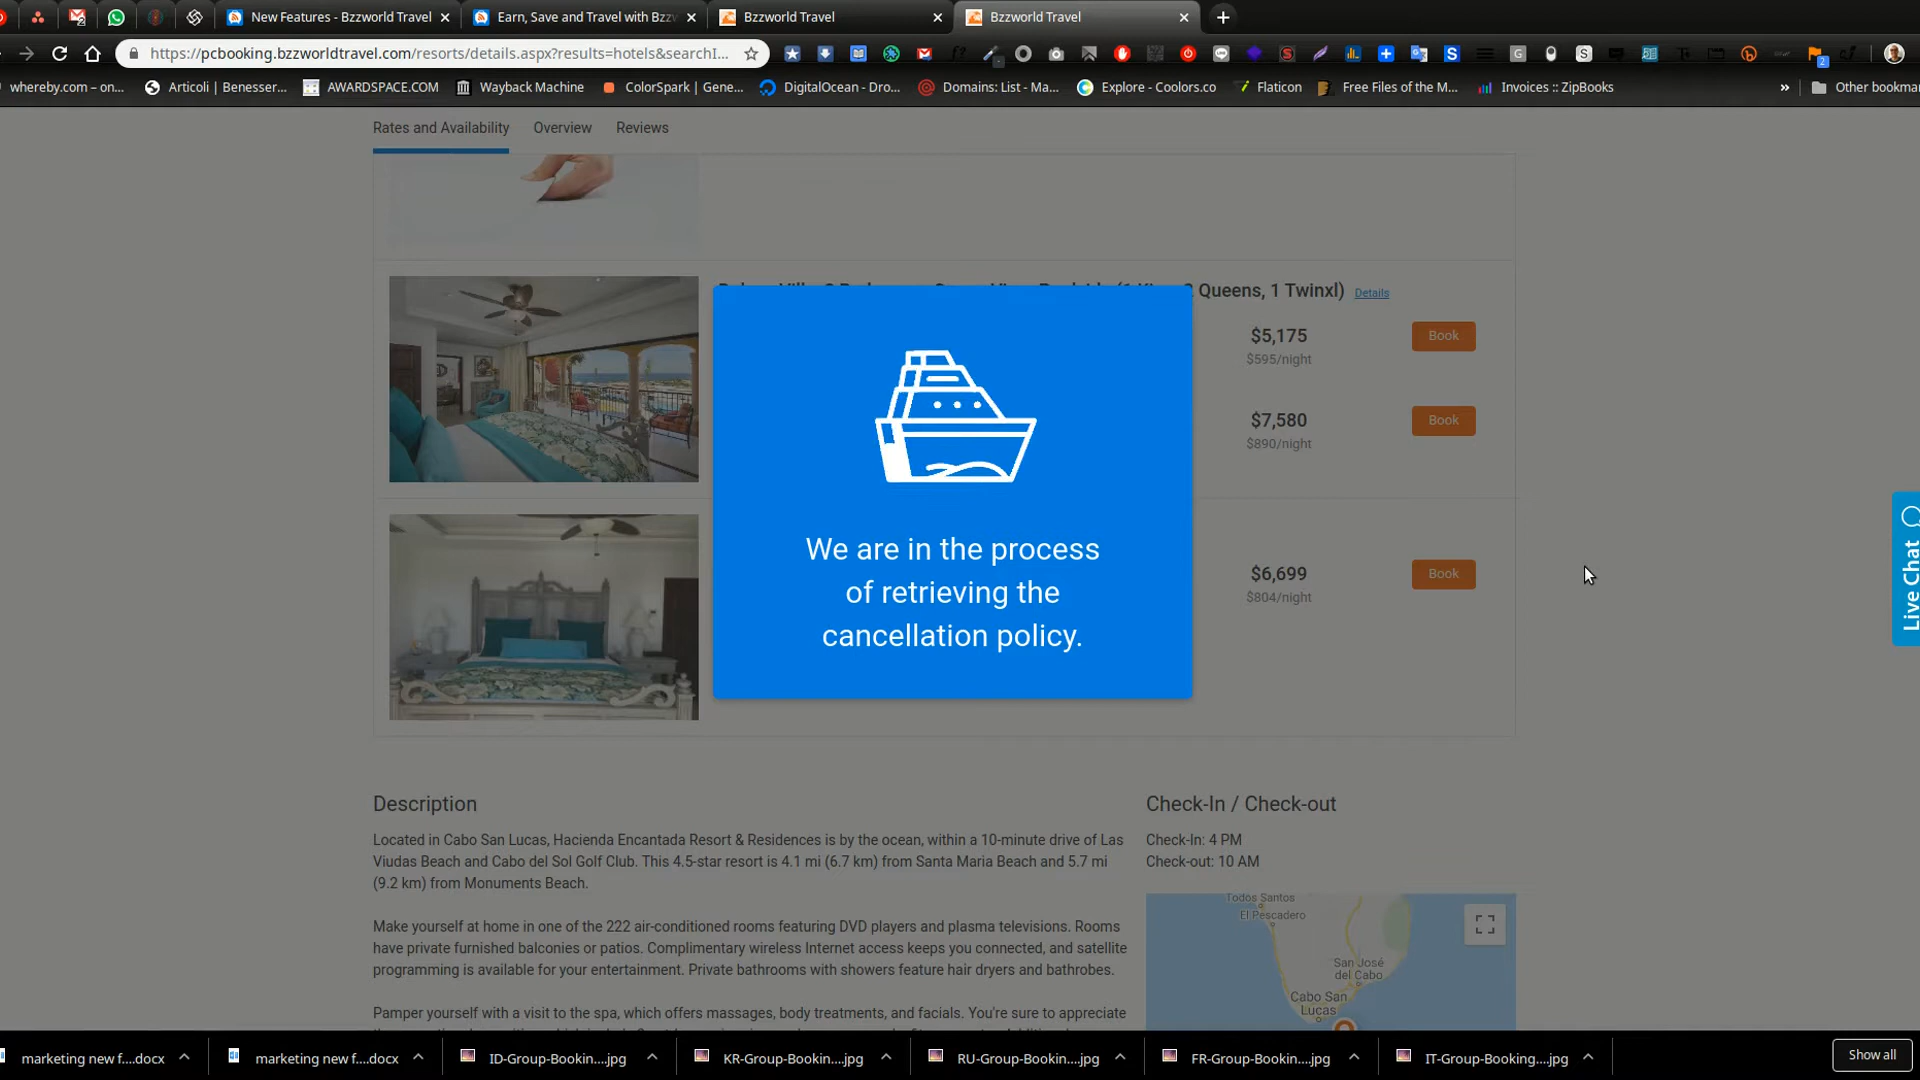 New Features - Bzzworld Travel
Earn, Save and Travel with Bzzw
Bzzworld Travel
Bzzworld Travel
https://pcbooking.bzzworldtravel.com/resorts/details.aspx?results=hotels&searchI...
whereby.com – on...
Articoli | Benesser...
AWARDSPACE.COM
Wayback Machine
ColorSpark | Gene...
DigitalOcean - Dro...
Domains: List - Ma...
Explore - Coolors.co
Flaticon
Free Files of the M...
Invoices :: ZipBooks
»
Other bookmar
Rates and Availability
Overview
Reviews
Queens, 1 Twinxl)
Details
$5,175
$595/night
Book
$7,580
$890/night
Book
We are in the process
of retrieving the
cancellation policy.
$6,699
$804/night
Book
Live Chat
Description
Located in Cabo San Lucas, Hacienda Encantada Resort & Residences is by the ocean, within a 10-minute drive of Las
Viudas Beach and Cabo del Sol Golf Club. This 4.5-star resort is 4.1 mi (6.7 km) from Santa Maria Beach and 5.7 mi
(9.2 km) from Monuments Beach.
Make yourself at home in one of the 222 air-conditioned rooms featuring DVD players and plasma televisions. Rooms
have private furnished balconies or patios. Complimentary wireless Internet access keeps you connected, and satellite
programming is available for your entertainment. Private bathrooms with showers feature hair dryers and bathrobes.
Pamper yourself with a visit to the spa, which offers massages, body treatments, and facials. You're sure to appreciate
Check-In / Check-out
Check-In: 4 PM
Check-out: 10 AM
Todos Santos
El Pescadero
San José
del Cabo
Cabo San
Lucas
marketing new f....docx
marketing new f....docx
ID-Group-Bookin....jpg
KR-Group-Bookin....jpg
RU-Group-Bookin....jpg
FR-Group-Bookin....jpg
IT-Group-Booking....jpg
Show all